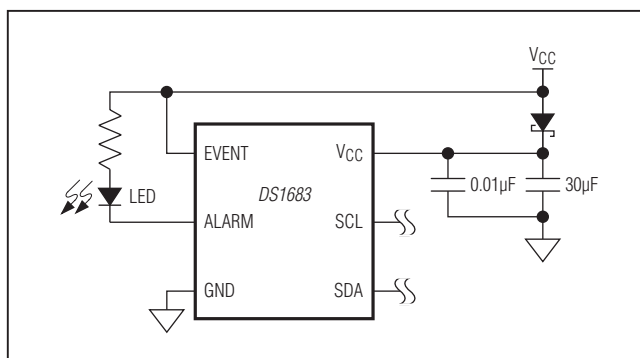 VCC
EVENT
VCC
DS1683
LED
0.01µF
30µF
ALARM
SCL
GND
SDA